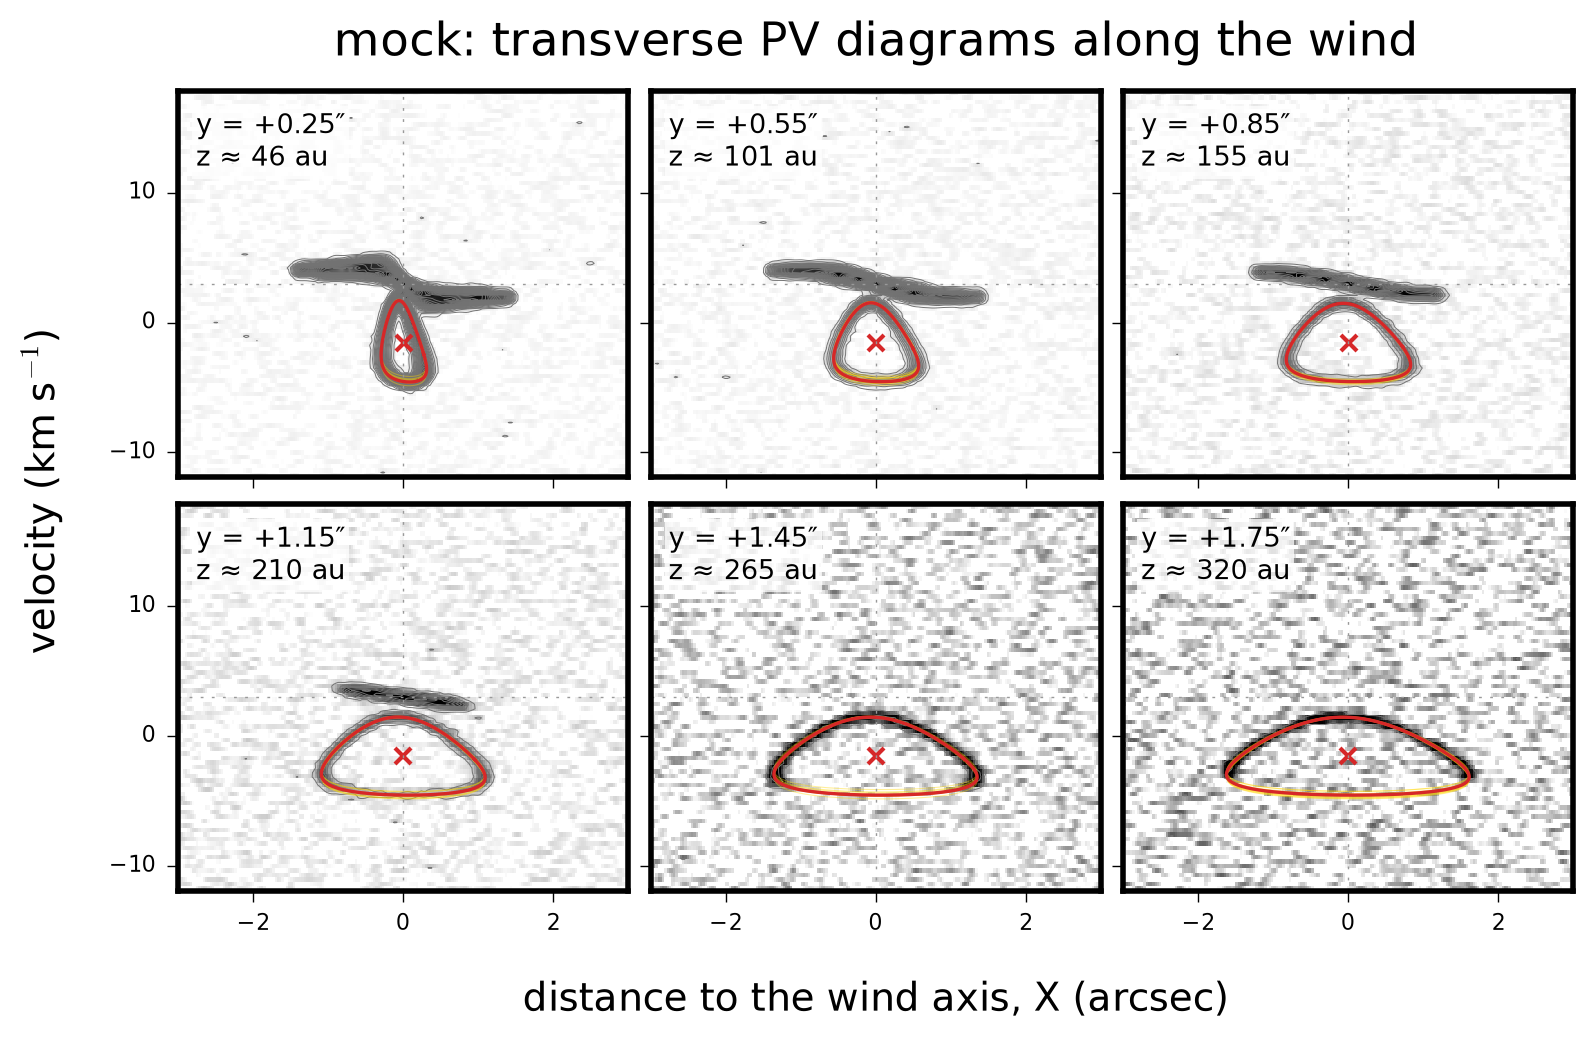 mock: transverse PV diagrams along the wind
y = +0.25″
z ≈ 46 au
y = +0.55″
z ≈ 101 au
y = +0.85″
z ≈ 155 au
10
0
−10
y = +1.15″
z ≈ 210 au
y = +1.45″
z ≈ 265 au
y = +1.75″
z ≈ 320 au
10
0
−10
velocity (km s⁻¹)
−2 0 2 −2 0 2 −2 0 2
distance to the wind axis, X (arcsec)